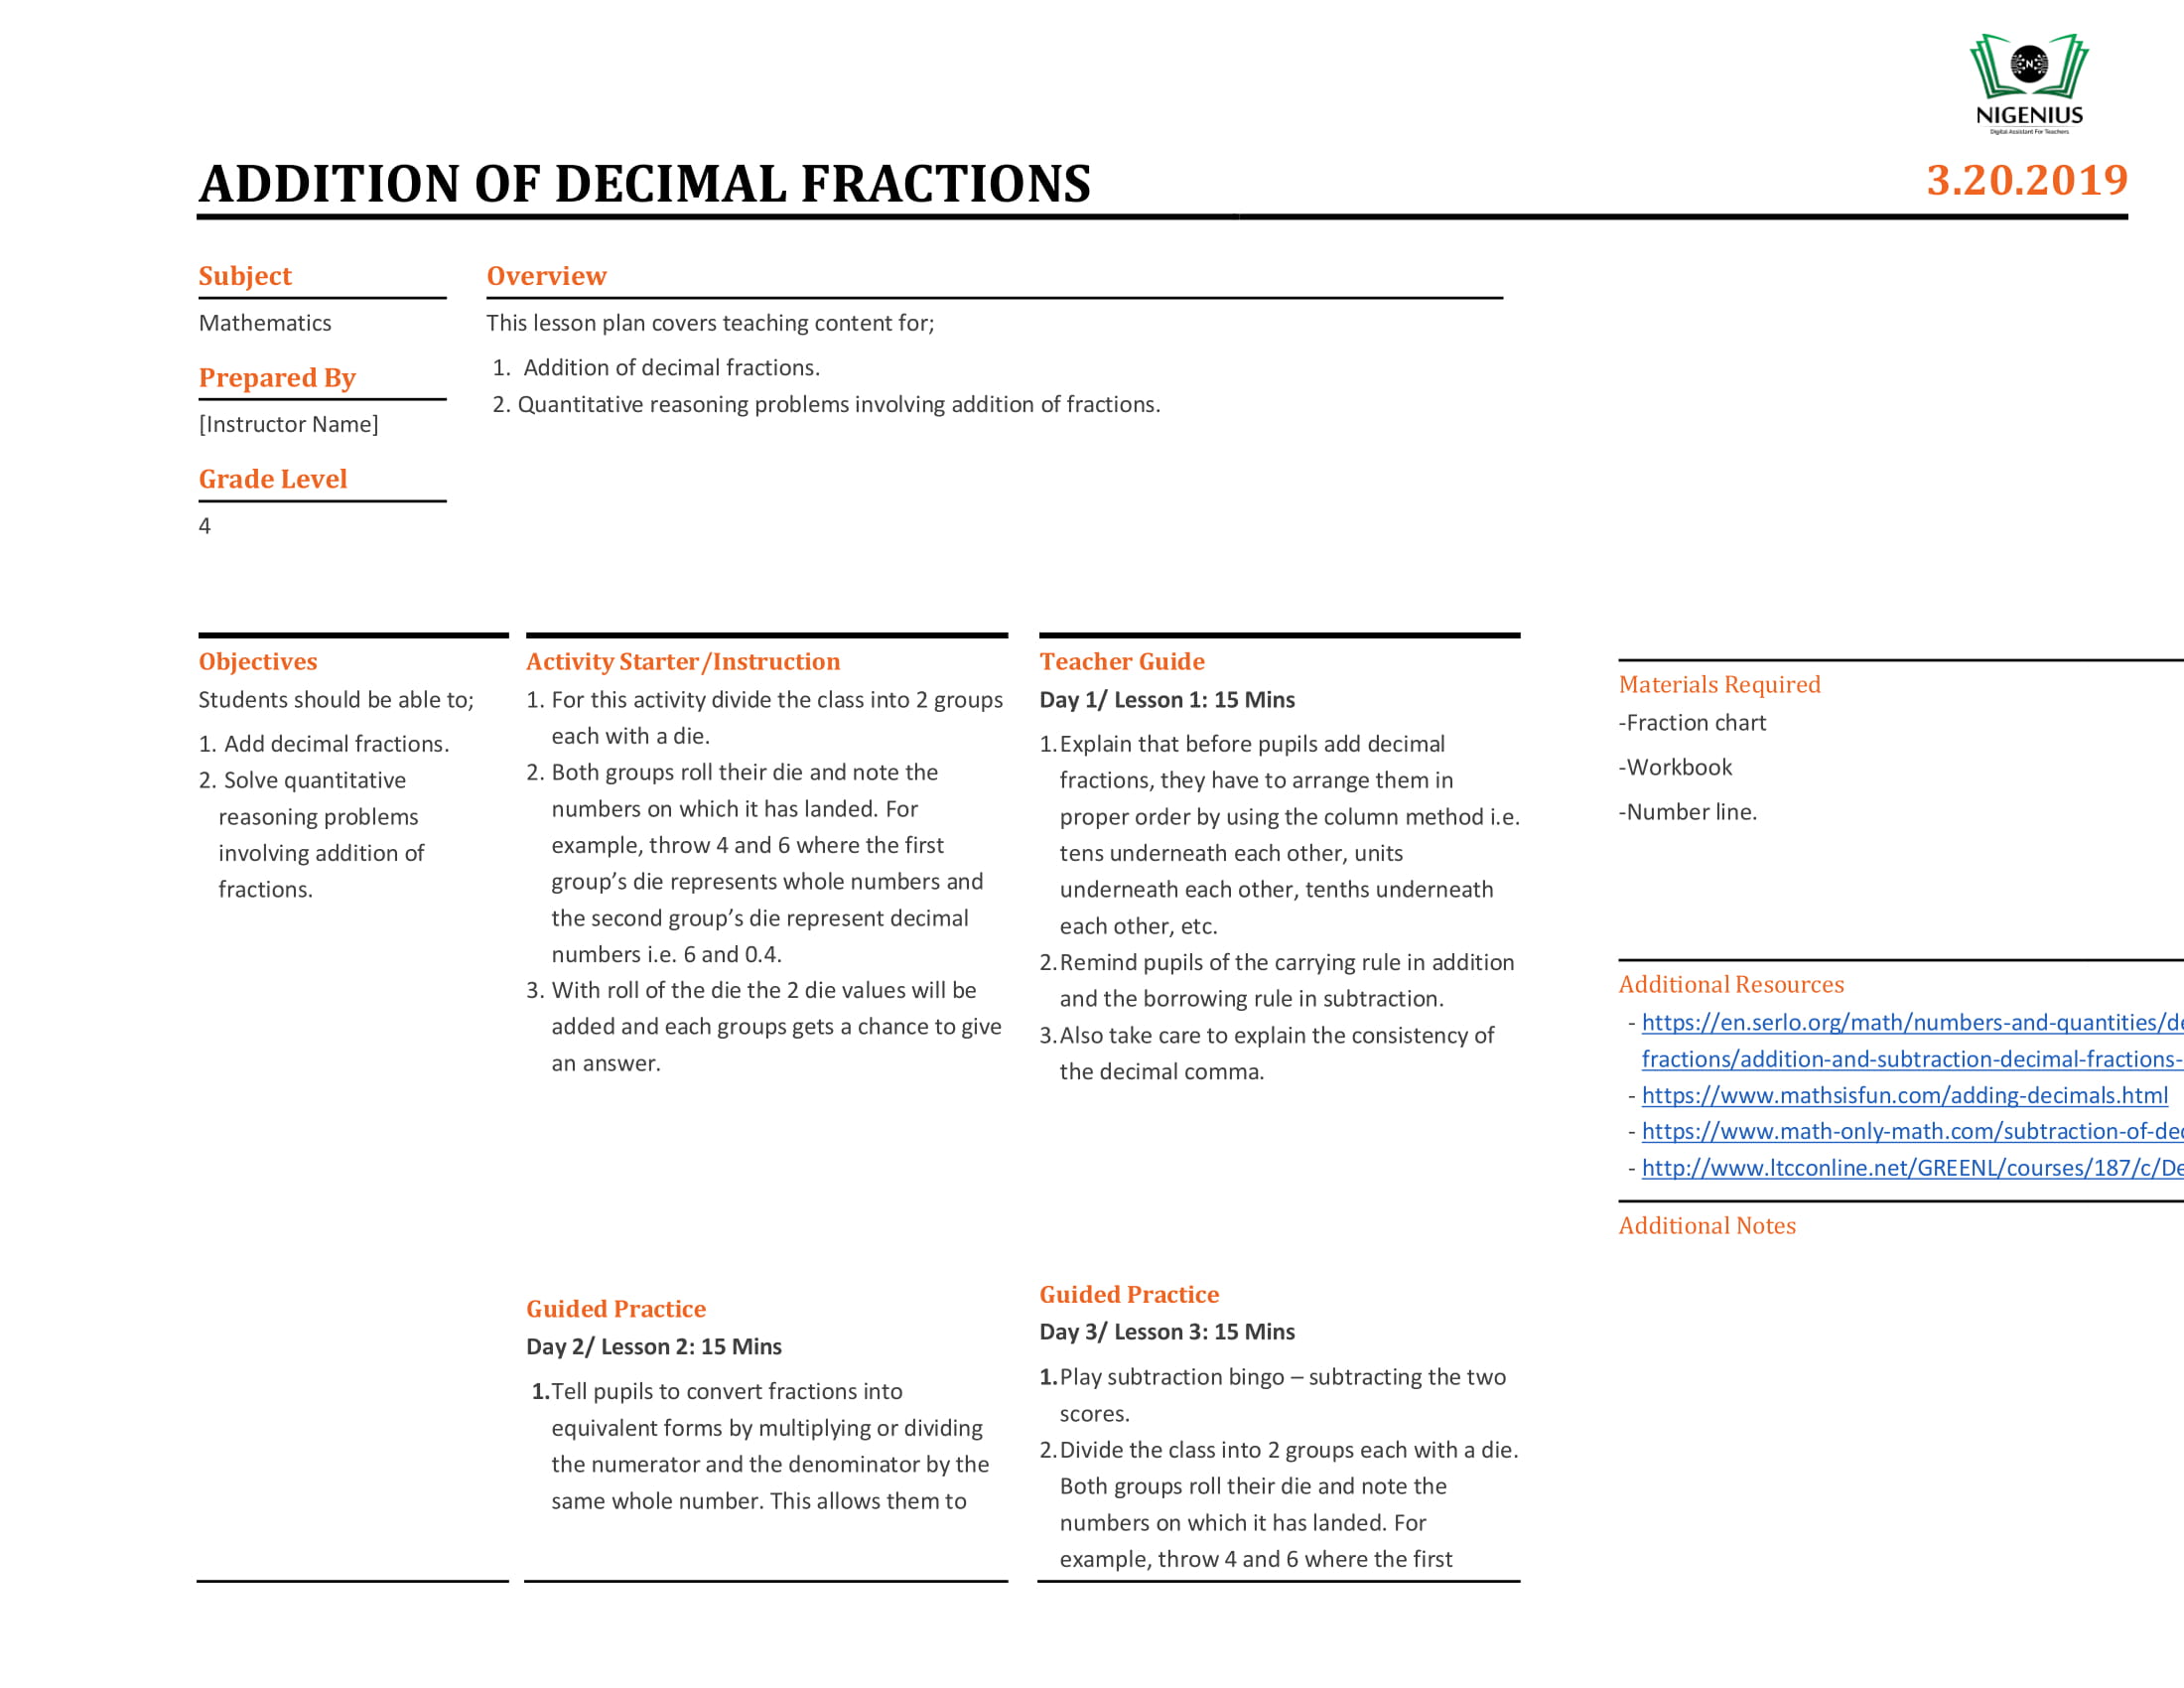 NIGENIUS
Digital Assistant For Teachers
ADDITION OF DECIMAL FRACTIONS
3.20.2019
Subject
Mathematics
Prepared By
[Instructor Name]
Grade Level
4
Overview
This lesson plan covers teaching content for;
1. Addition of decimal fractions.
2. Quantitative reasoning problems involving addition of fractions.
Objectives
Students should be able to;
1. Add decimal fractions.
2. Solve quantitative
reasoning problems
involving addition of
fractions.
Activity Starter/Instruction
1. For this activity divide the class into 2 groups
each with a die.
2. Both groups roll their die and note the
numbers on which it has landed. For
example, throw 4 and 6 where the first
group’s die represents whole numbers and
the second group’s die represent decimal
numbers i.e. 6 and 0.4.
3. With roll of the die the 2 die values will be
added and each groups gets a chance to give
an answer.
Guided Practice
Day 2/ Lesson 2: 15 Mins
1.Tell pupils to convert fractions into
equivalent forms by multiplying or dividing
the numerator and the denominator by the
same whole number. This allows them to
Teacher Guide
Day 1/ Lesson 1: 15 Mins
1.Explain that before pupils add decimal
fractions, they have to arrange them in
proper order by using the column method i.e.
tens underneath each other, units
underneath each other, tenths underneath
each other, etc.
2.Remind pupils of the carrying rule in addition
and the borrowing rule in subtraction.
3.Also take care to explain the consistency of
the decimal comma.
Guided Practice
Day 3/ Lesson 3: 15 Mins
1.Play subtraction bingo – subtracting the two
scores.
2.Divide the class into 2 groups each with a die.
Both groups roll their die and note the
numbers on which it has landed. For
example, throw 4 and 6 where the first
Materials Required
-Fraction chart
-Workbook
-Number line.
Additional Resources
- https://en.serlo.org/math/numbers-and-quantities/de
fractions/addition-and-subtraction-decimal-fractions-
- https://www.mathsisfun.com/adding-decimals.html
- https://www.math-only-math.com/subtraction-of-dec
- http://www.ltcconline.net/GREENL/courses/187/c/De
Additional Notes